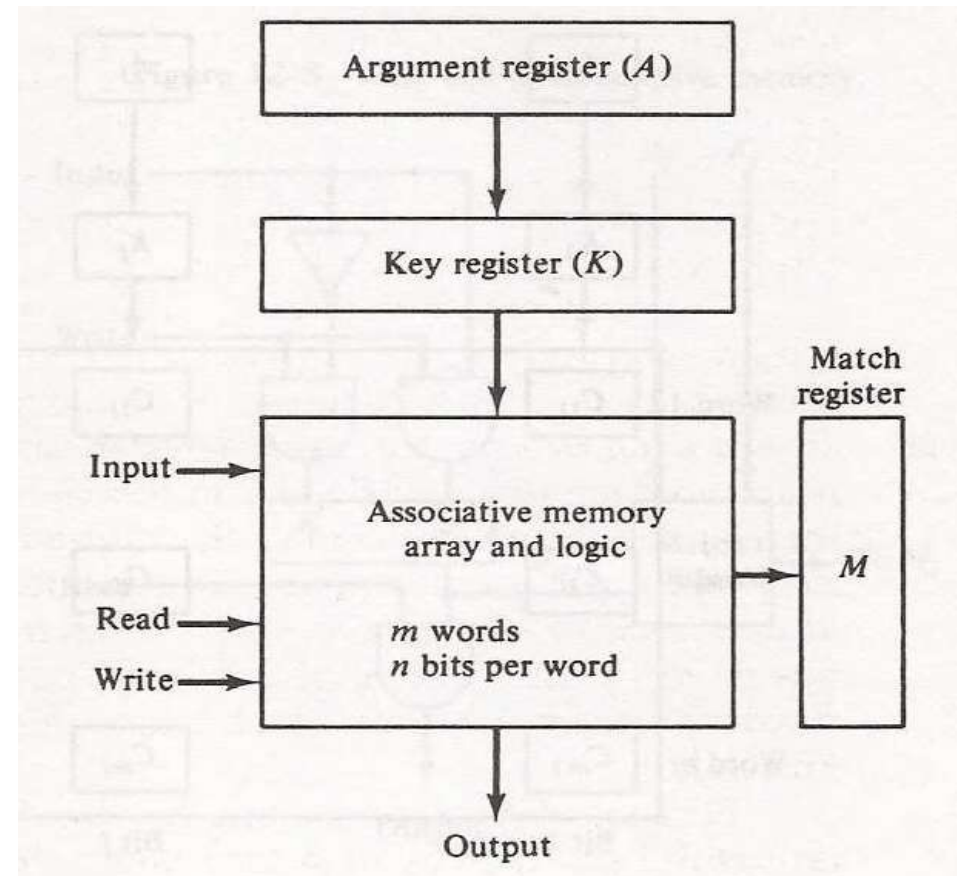 Argument register (A)
Key register (K)
Match
register
Input
Associative memory
array and logic
M
Read
m words
Write
n bits per word
Output